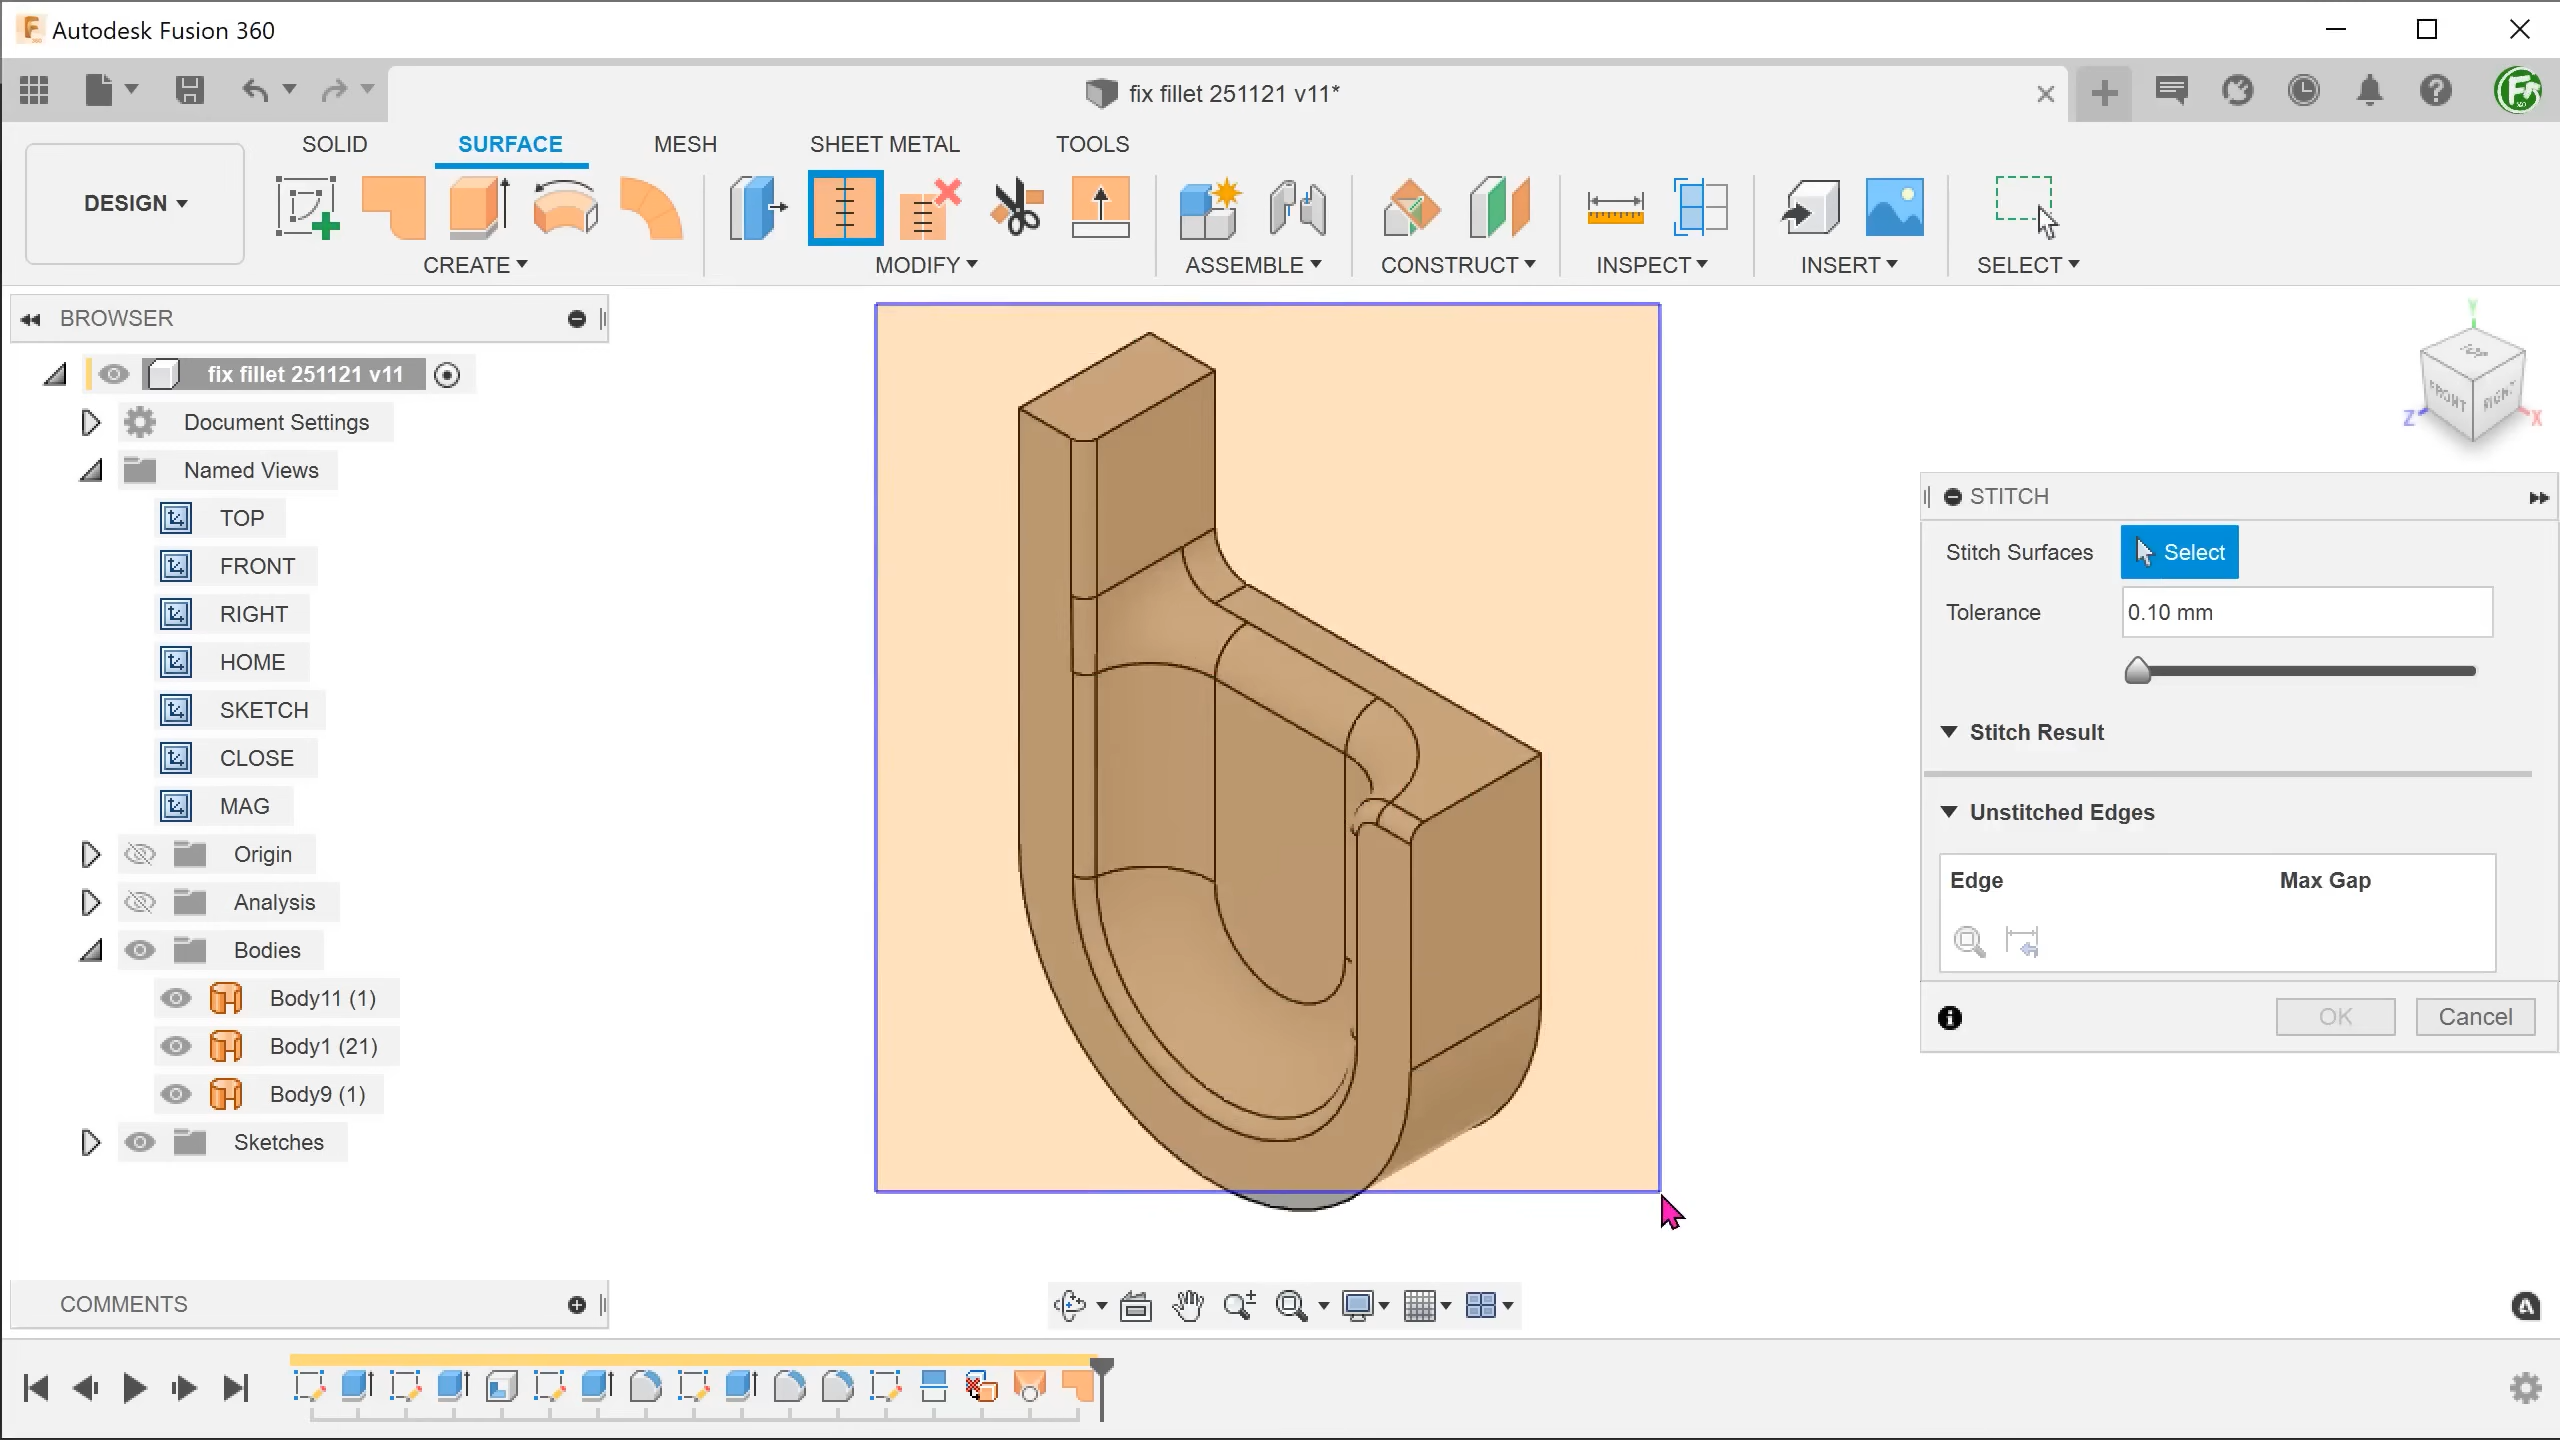 Autodesk Fusion 360
fix fillet 251121 v11*
SOLID SURFACE MESH SHEET METAL TOOLS
DESIGN
CREATE MODIFY ASSEMBLE CONSTRUCT INSPECT INSERT SELECT
BROWSER
fix fillet 251121 v11
Document Settings
Named Views
TOP
FRONT
RIGHT
HOME
SKETCH
CLOSE
MAG
Origin
Analysis
Bodies
Body11 (1)
Body1 (21)
Body9 (1)
Sketches
Y
TOP
FRONT RIGHT
Z X
STITCH
Stitch Surfaces Select
Tolerance 0.10 mm
Stitch Result
Unstitched Edges
Edge Max Gap
OK Cancel
COMMENTS